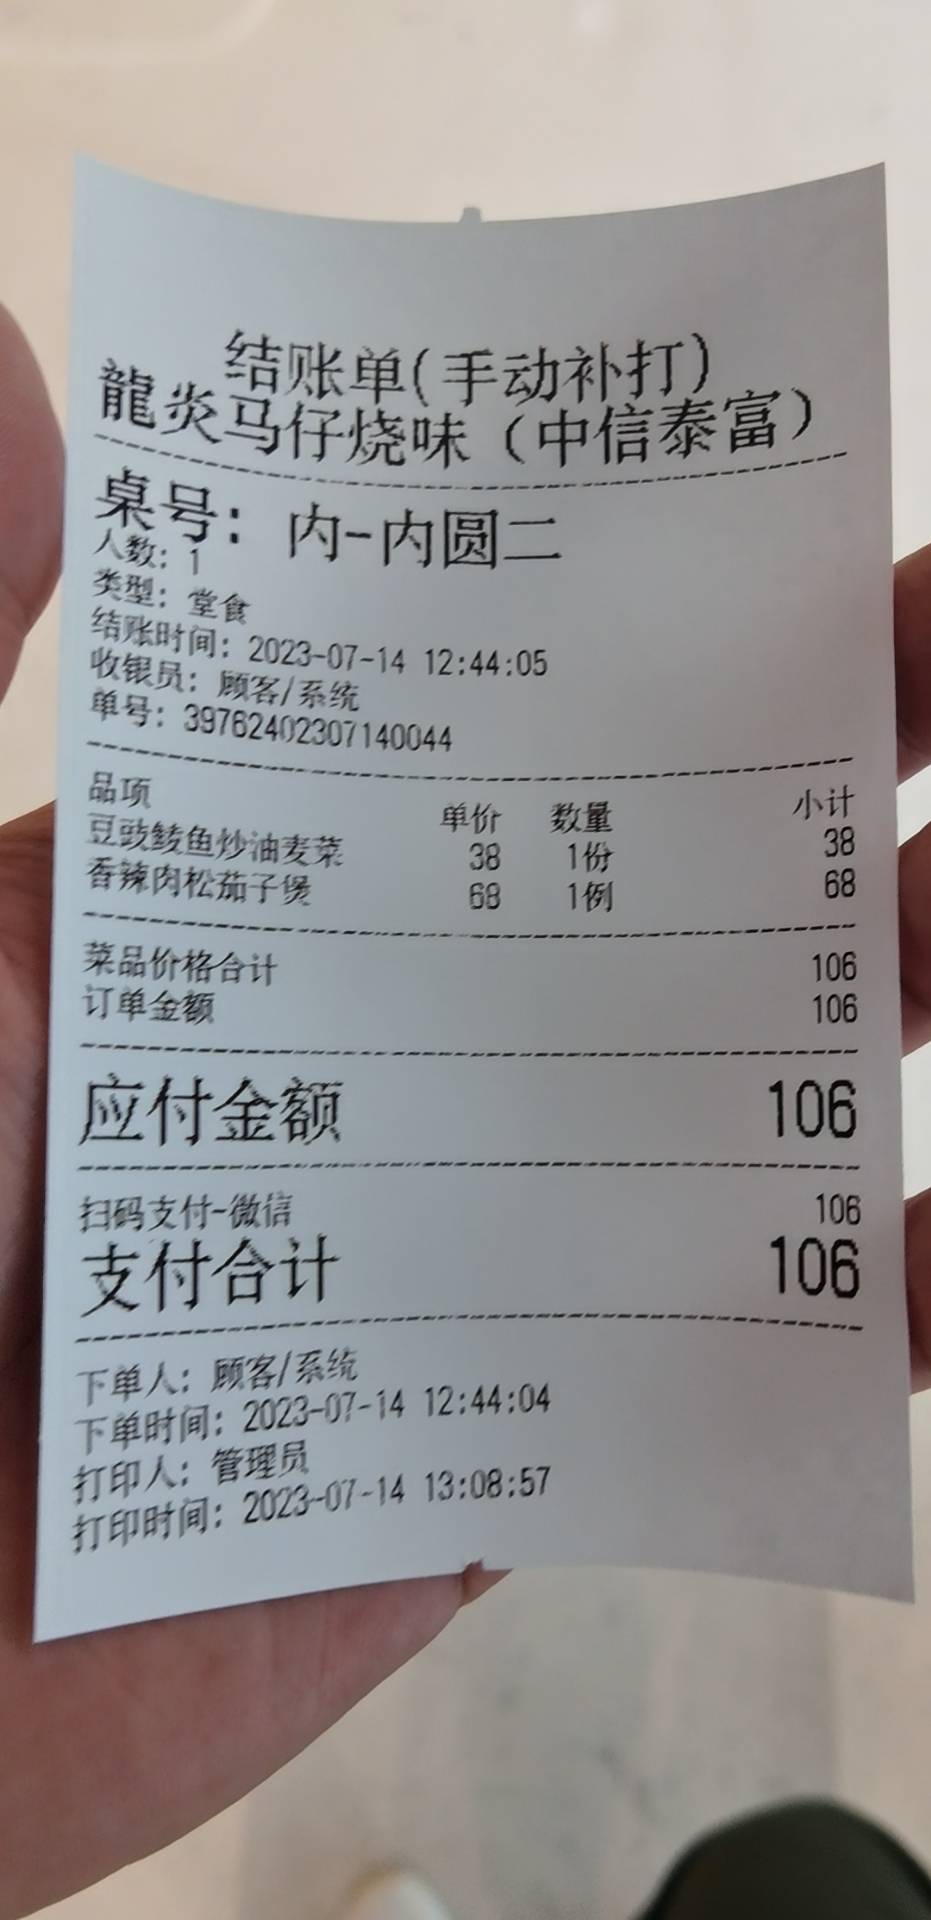 结账单(手动补打)
龍炎马仔烧味（中信泰富）
桌号：内-内圆二
人数：1
类型：堂食
结账时间：2023-07-14 12:44:05
收银员：顾客/系统
单号：39762402307140044
品项 单价 数量 小计
豆豉鲮鱼炒油麦菜 38 1份 38
香辣肉松茄子煲 68 1例 68
菜品价格合计 106
订单金额 106
应付金额 106
扫码支付-微信 106
支付合计 106
下单人：顾客/系统
下单时间：2023-07-14 12:44:04
打印人：管理员
打印时间：2023-07-14 13:08:57